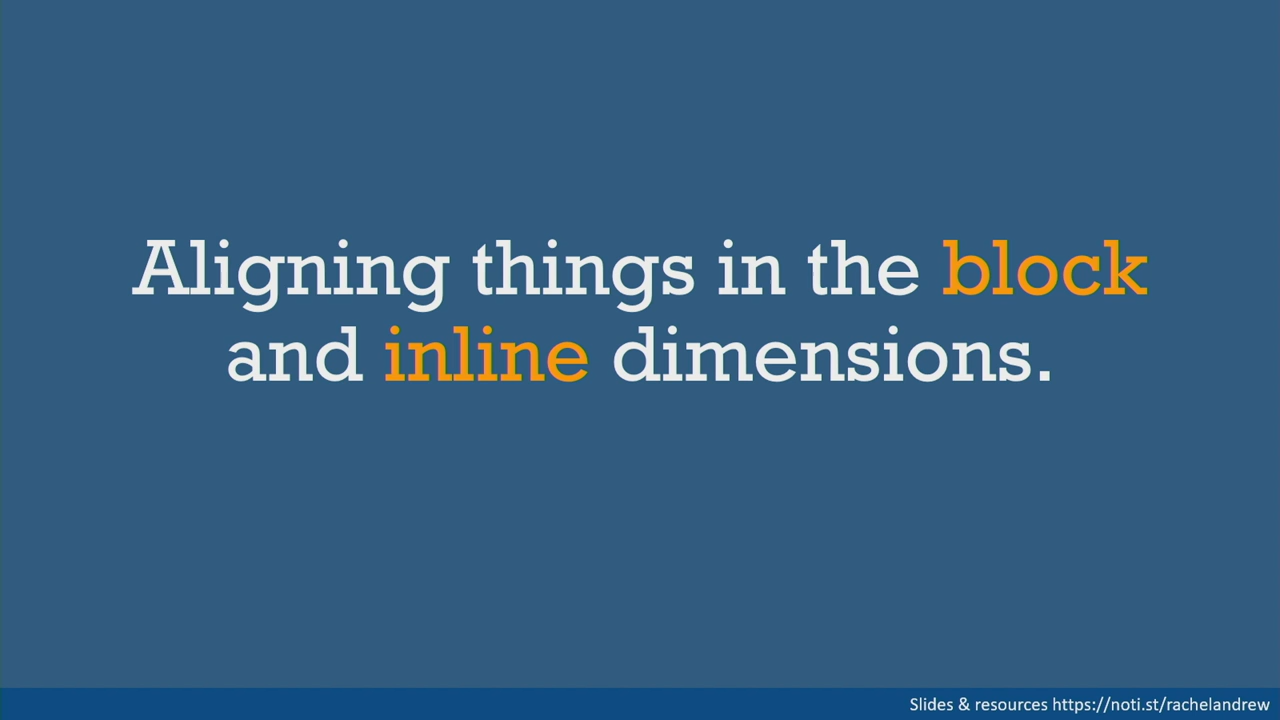 Aligning things in the block
and inline dimensions.
Slides & resources https://noti.st/rachelandrew